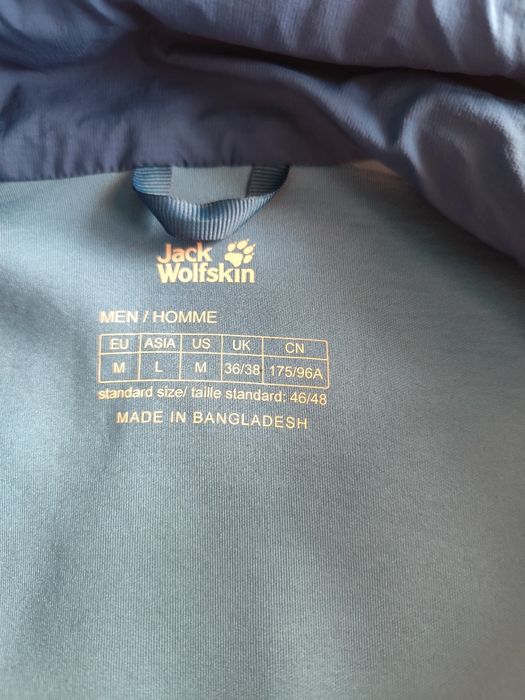 Jack
Wolfskin
MEN / HOMME
EU ASIA US UK CN
M L M 36/38 175/96A
standard size/ taille standard: 46/48
MADE IN BANGLADESH